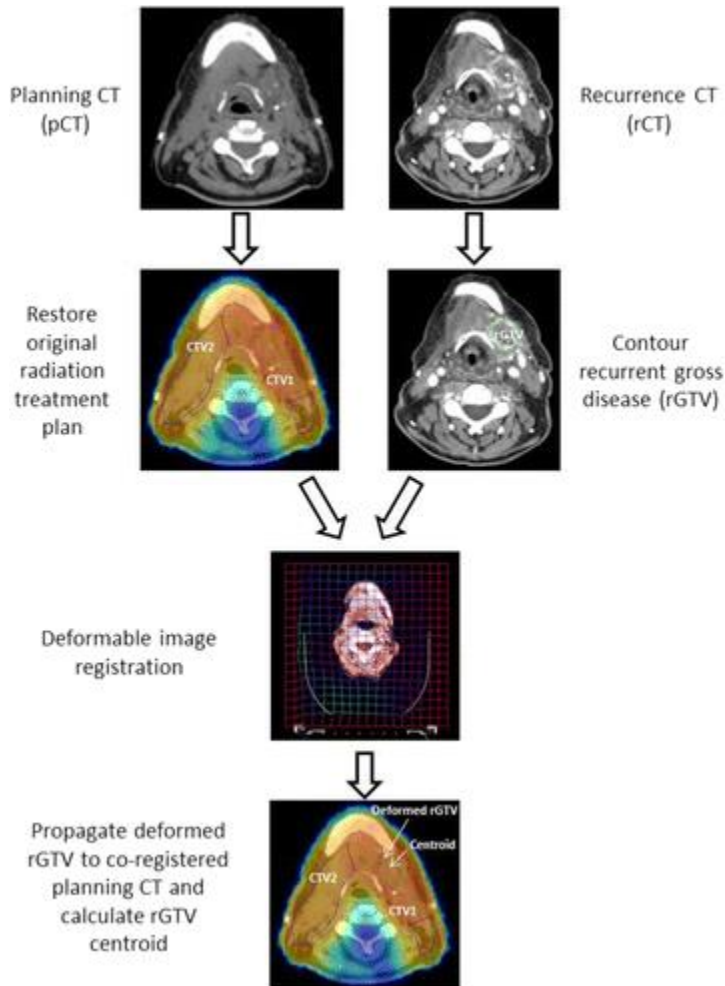 Planning CT
(pCT)
Recurrence CT
(rCT)
Restore
original
radiation
treatment
plan
CTV2
CTV1
rGTV
Contour
recurrent gross
disease (rGTV)
Deformable image
registration
Propagate deformed
rGTV to co-registered
planning CT and
calculate rGTV
centroid
Deformed rGTV
Centroid
CTV2
CTV1